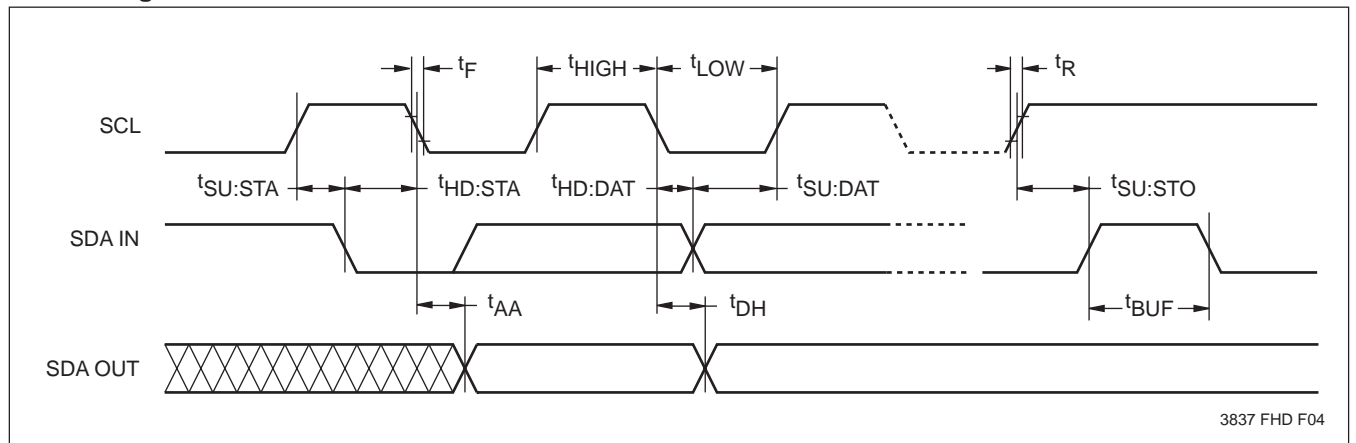 tF
tHIGH
tLOW
tR
SCL
tSU:STA
tHD:STA
tHD:DAT
tSU:DAT
tSU:STO
SDA IN
tAA
tDH
tBUF
SDA OUT
3837 FHD F04